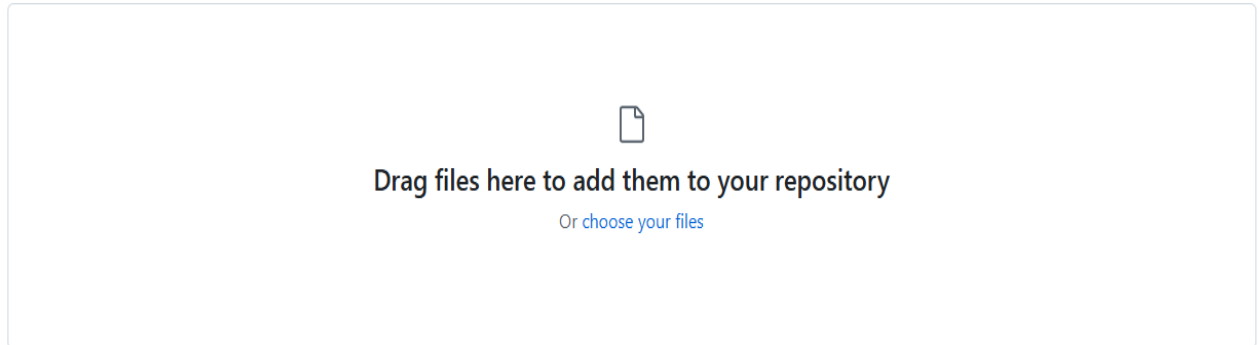 Drag files here to add them to your repository
Or choose your files